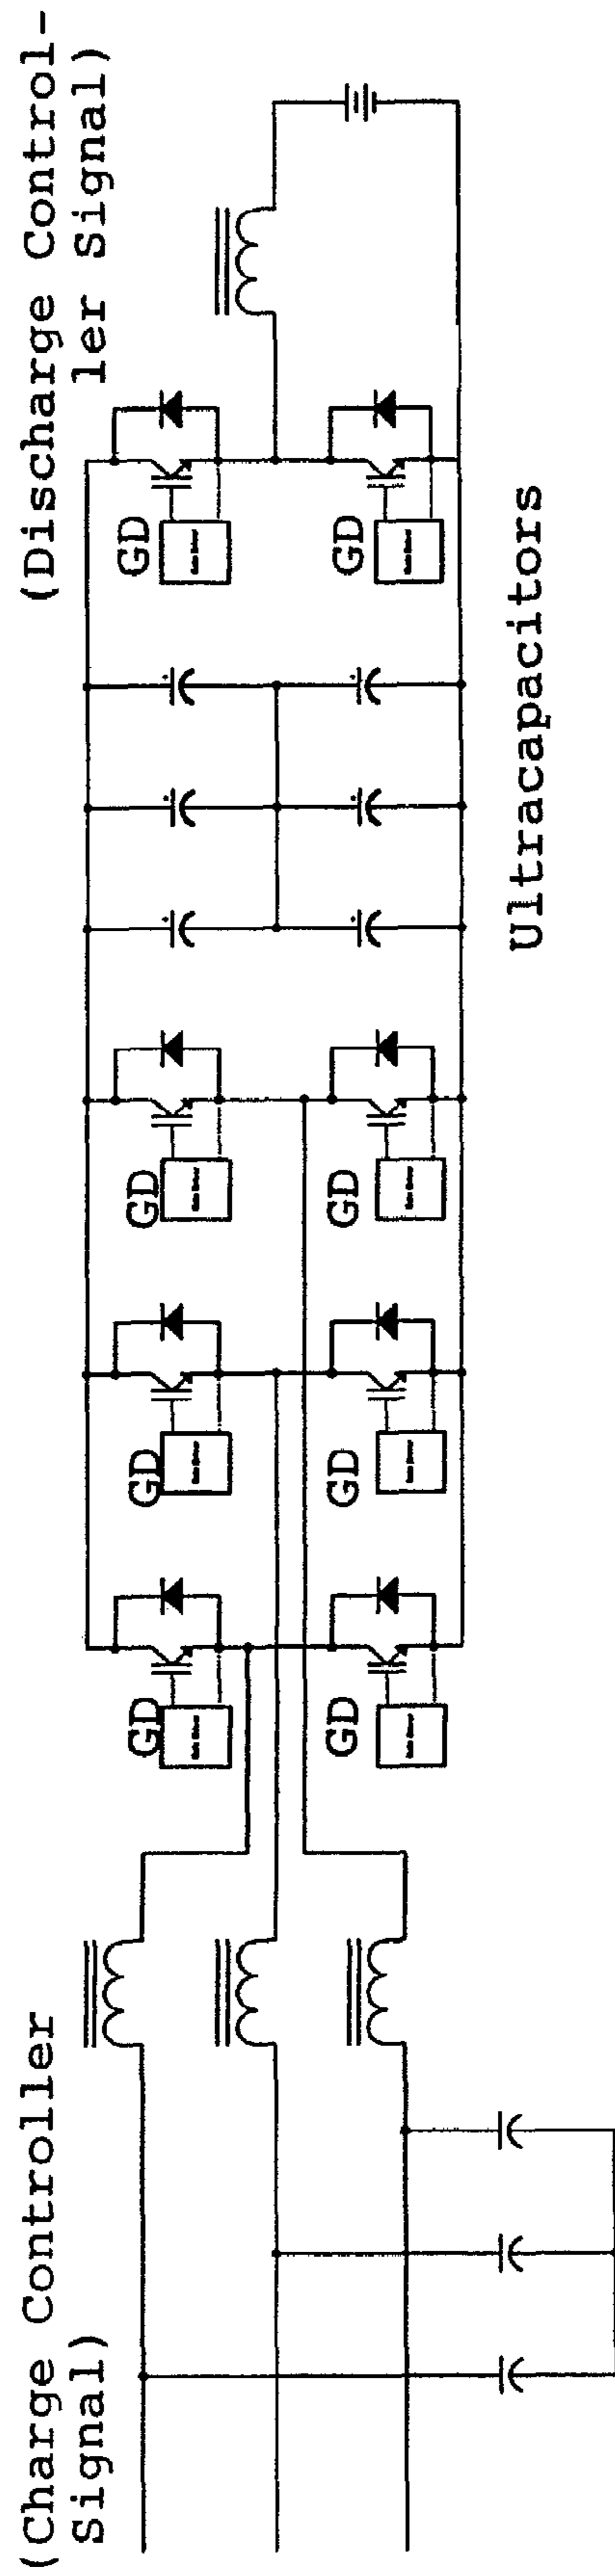 (Charge Controller
Signal)
(Discharge Control-
ler Signal)
GD
GD
GD
GD
GD
GD
GD
GD
Ultracapacitors